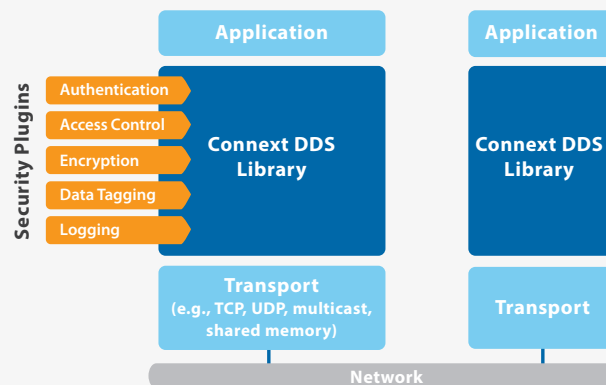 Application
Application
Security Plugins
Authentication
Access Control
Encryption
Data Tagging
Logging
Connext DDS
Library
Connext DDS
Library
Transport
(e.g., TCP, UDP, multicast,
shared memory)
Transport
Network